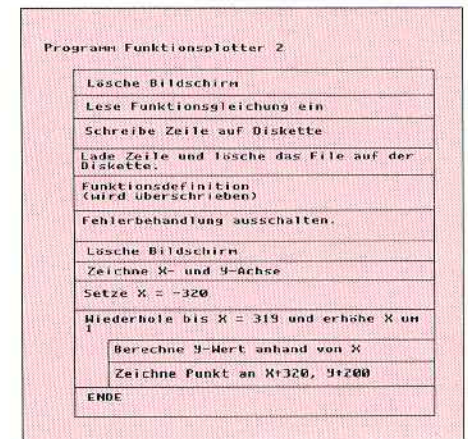 Programm Funktionsplotter 2
Lösche Bildschirm
Lese Funktionsgleichung ein
Schreibe Zeile auf Diskette
Lade Zeile und lösche das File auf der
Diskette.
Funktionsdefinition
(wird überschrieben)
Fehlerbehandlung ausschalten.
Lösche Bildschirm
Zeichne X- und Y-Achse
Setze X = -320
Wiederhole bis X = 319 und erhöhe X um
1
Berechne Y-Wert anhand von X
Zeichne Punkt an X+320, Y+200
ENDE